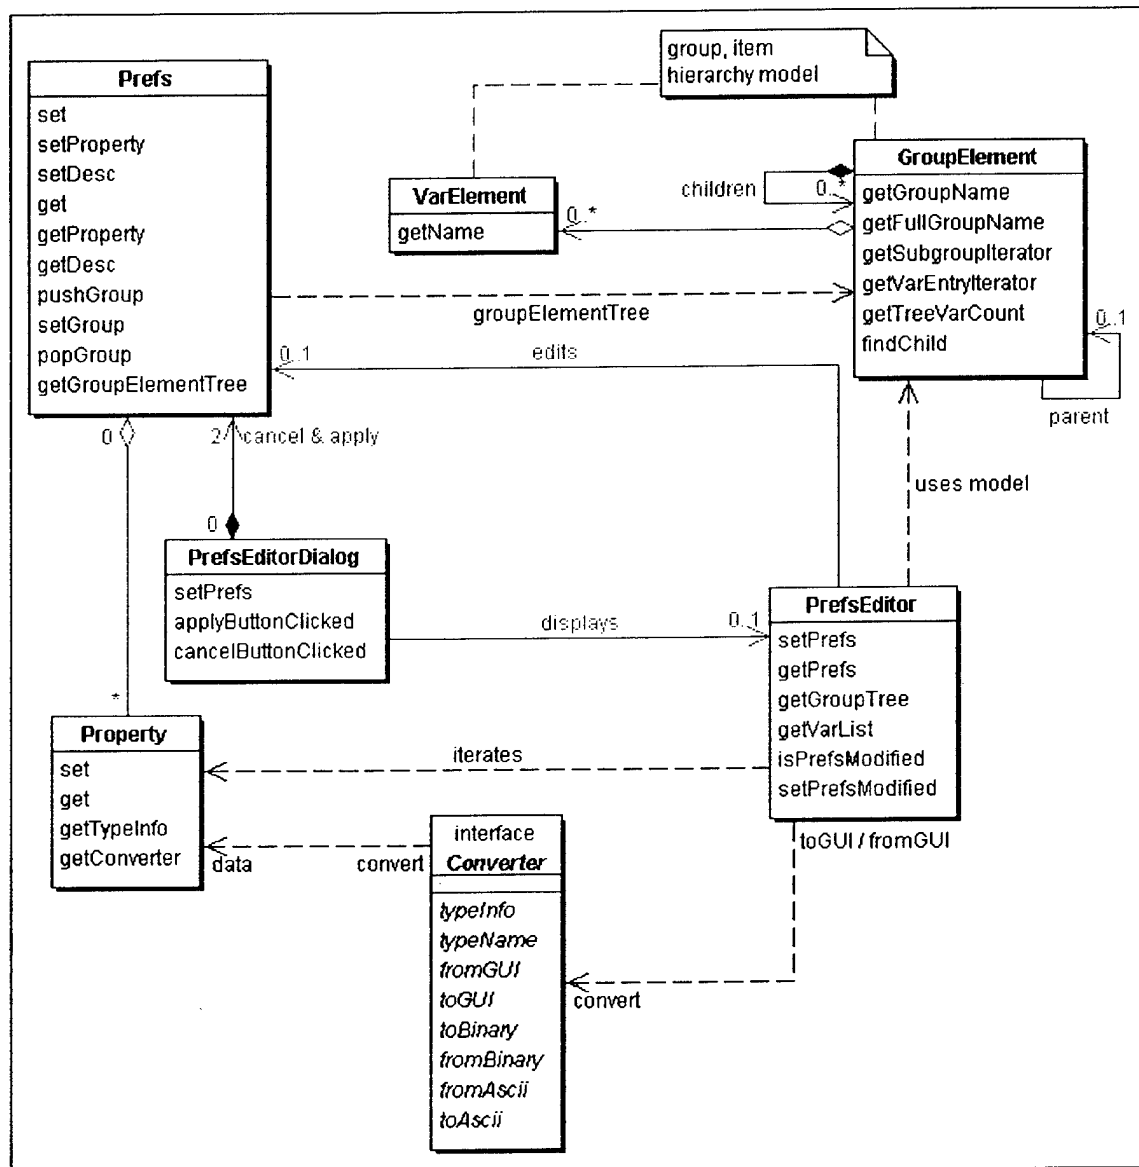 group, item
hierarchy model
Prefs
set
setProperty
setDesc
get
getProperty
getDesc
pushGroup
setGroup
popGroup
getGroupElementTree
VarElement
getName
GroupElement
getGroupName
getFullGroupName
getSubgroupIterator
getVarEntryIterator
getTreeVarCount
findChild
children
0..*
0..*
groupElementTree
0..1
edits
0..1
parent
uses model
0
2
cancel & apply
0
PrefsEditorDialog
setPrefs
applyButtonClicked
cancelButtonClicked
displays
0..1
PrefsEditor
setPrefs
getPrefs
getGroupTree
getVarList
isPrefsModified
setPrefsModified
*
Property
set
get
getTypeInfo
getConverter
iterates
data
convert
interface
Converter
typeInfo
typeName
fromGUI
toGUI
toBinary
fromBinary
fromAscii
toAscii
toGUI / fromGUI
convert